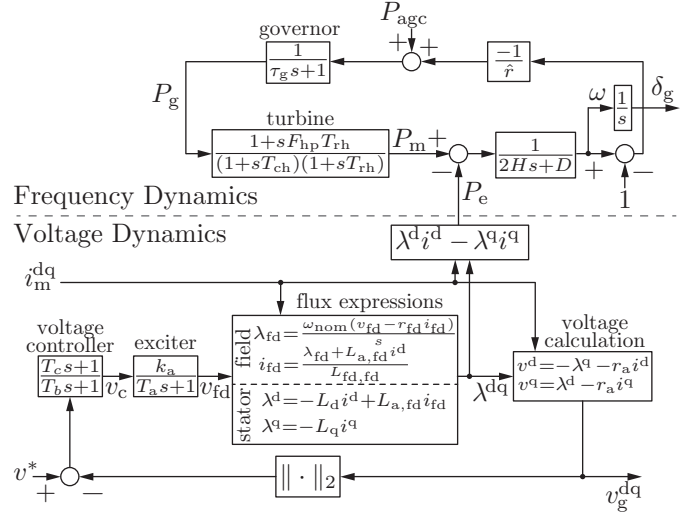 governor
P_agc
1/(τ_g s+1)
+ +
-1/r̂
P_g
ω
1/s
δ_g
turbine
(1+sF_hp T_rh)/((1+sT_ch)(1+sT_rh))
P_m + −
1/(2Hs+D)
+ −
1
P_e
Frequency Dynamics
Voltage Dynamics
λ^d i^d − λ^q i^q
i_m^dq
flux expressions
voltage controller
exciter
field
λ_fd = ω_nom(v_fd − r_fd i_fd)/s
i_fd = (λ_fd + L_a,fd i^d)/L_fd,fd
voltage calculation
(T_c s+1)/(T_b s+1)
v_c
k_a/(T_a s+1)
v_fd
stator
λ^d = −L_d i^d + L_a,fd i_fd
λ^q = −L_q i^q
λ^dq
v^d = −λ^q − r_a i^d
v^q = λ^d − r_a i^q
v* + −
‖ · ‖_2
v_g^dq